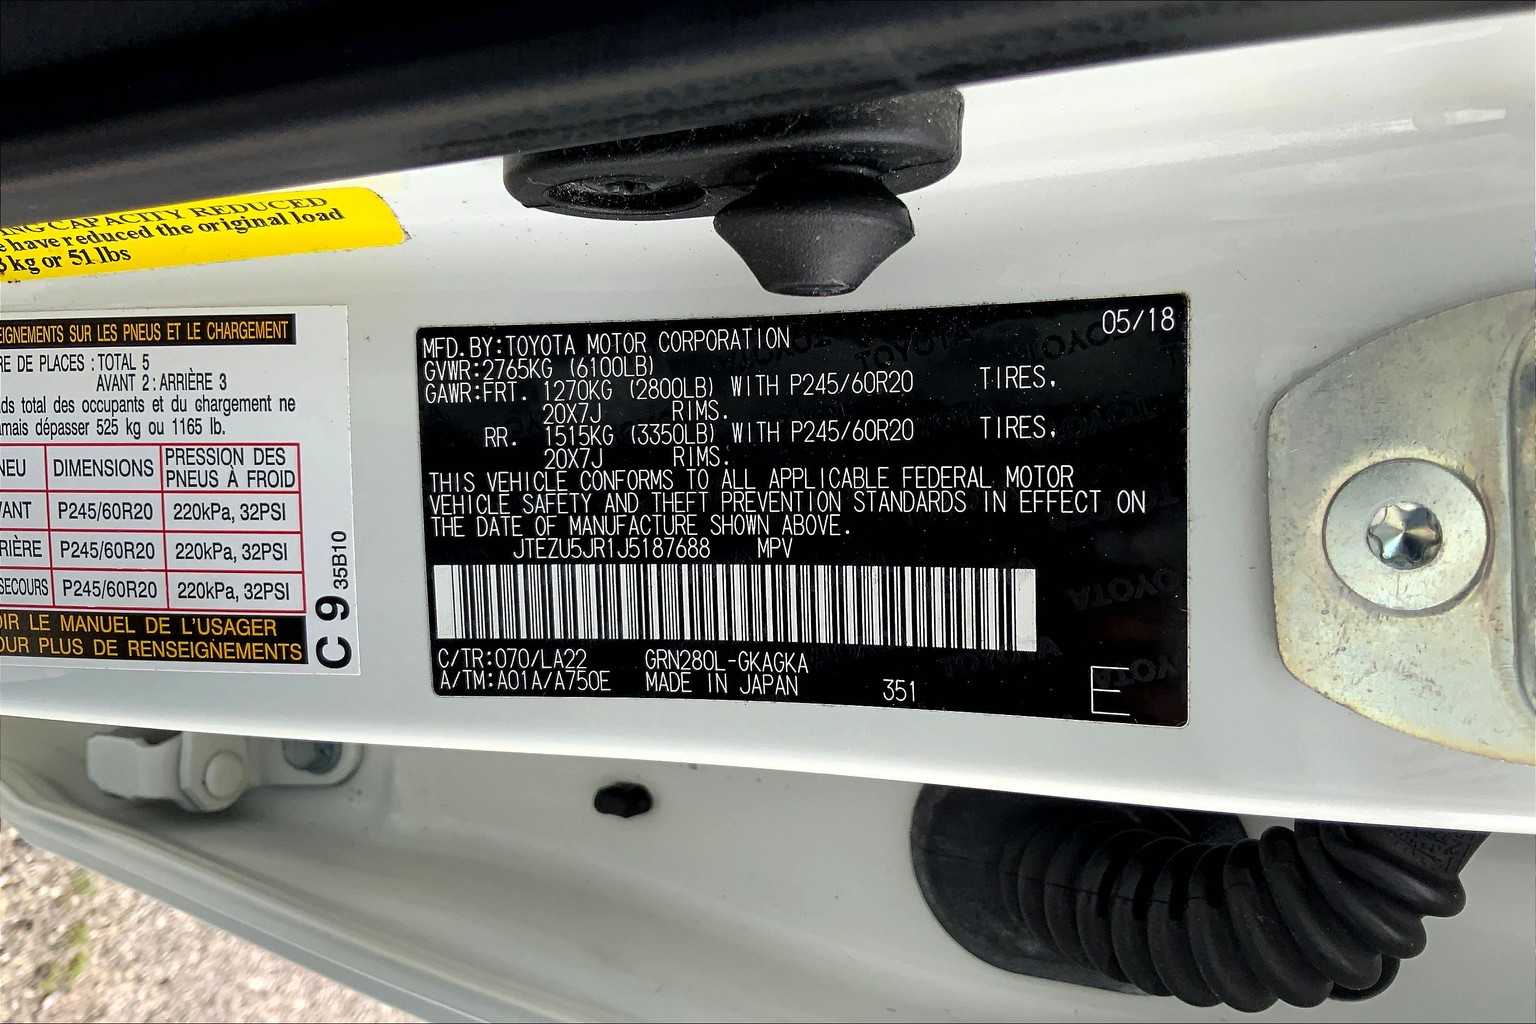 ING CAPACITY REDUCED
have reduced the original load
kg or 51 lbs
EIGNEMENTS SUR LES PNEUS ET LE CHARGEMENT
RE DE PLACES : TOTAL 5
AVANT 2 : ARRIÈRE 3
ds total des occupants et du chargement ne
amais dépasser 525 kg ou 1165 lb.
NEU DIMENSIONS PRESSION DES PNEUS À FROID
VANT P245/60R20 220kPa, 32PSI
RIÈRE P245/60R20 220kPa, 32PSI
SECOURS P245/60R20 220kPa, 32PSI
OIR LE MANUEL DE L'USAGER
OUR PLUS DE RENSEIGNEMENTS
C 9 35B10
05/18
MFD. BY:TOYOTA MOTOR CORPORATION
GVWR:2765KG (6100LB)
GAWR:FRT. 1270KG (2800LB) WITH P245/60R20 TIRES,
20X7J RIMS.
RR. 1515KG (3350LB) WITH P245/60R20 TIRES,
20X7J RIMS.
THIS VEHICLE CONFORMS TO ALL APPLICABLE FEDERAL MOTOR
VEHICLE SAFETY AND THEFT PREVENTION STANDARDS IN EFFECT ON
THE DATE OF MANUFACTURE SHOWN ABOVE.
JTEZU5JR1J5187688 MPV
C/TR:070/LA22 GRN280L-GKAGKA
A/TM:A01A/A750E MADE IN JAPAN 351 E